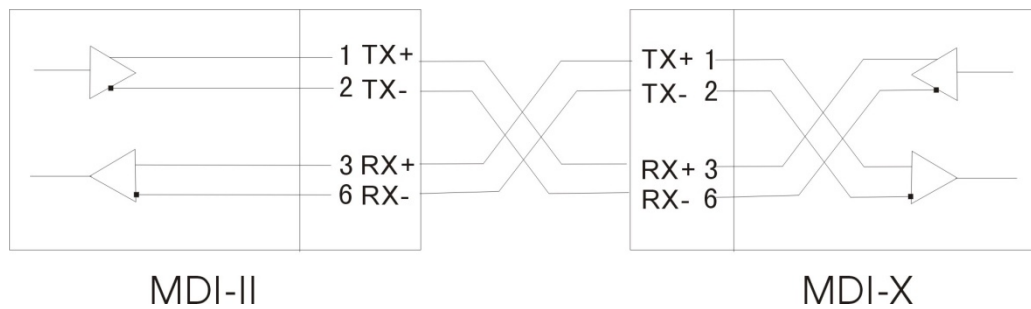 1 TX+
2 TX-
3 RX+
6 RX-
TX+ 1
TX- 2
RX+ 3
RX- 6
MDI-II
MDI-X